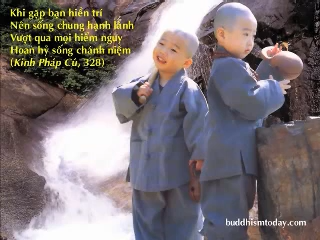 Khi gặp bạn hiền trí
Nên sống chung hạnh lành
Vượt qua mọi hiểm nguy
Hoan hỷ sống chánh niệm
(Kinh Pháp Cú, 328)
buddhismtoday.com